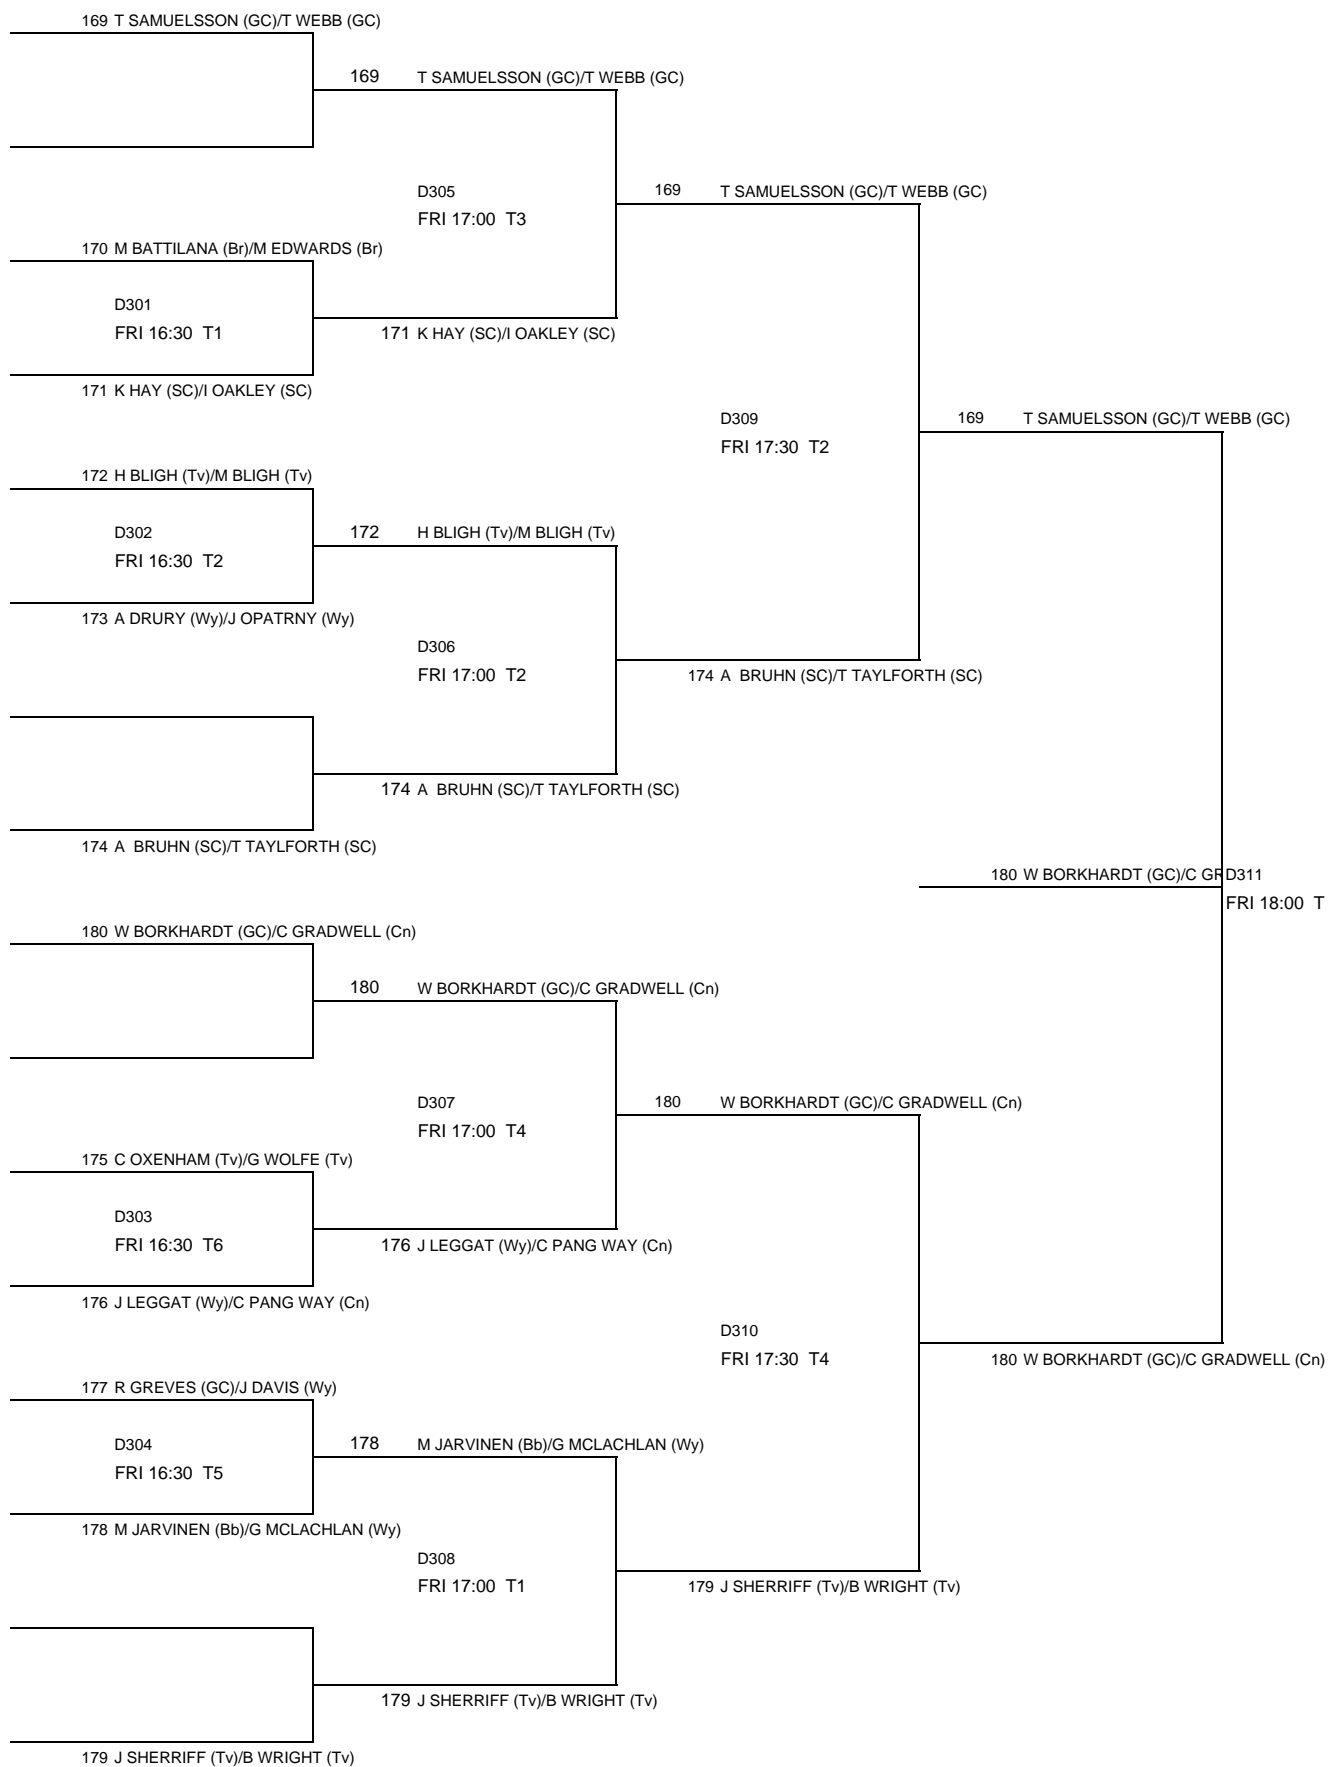 169 T SAMUELSSON (GC)/T WEBB (GC)
169 T SAMUELSSON (GC)/T WEBB (GC)
D305
169 T SAMUELSSON (GC)/T WEBB (GC)
FRI 17:00 T3
170 M BATTILANA (Br)/M EDWARDS (Br)
D301
FRI 16:30 T1
171 K HAY (SC)/I OAKLEY (SC)
171 K HAY (SC)/I OAKLEY (SC)
D309
169 T SAMUELSSON (GC)/T WEBB (GC)
FRI 17:30 T2
172 H BLIGH (Tv)/M BLIGH (Tv)
D302
172 H BLIGH (Tv)/M BLIGH (Tv)
FRI 16:30 T2
173 A DRURY (Wy)/J OPATRNY (Wy)
D306
FRI 17:00 T2
174 A BRUHN (SC)/T TAYLFORTH (SC)
174 A BRUHN (SC)/T TAYLFORTH (SC)
174 A BRUHN (SC)/T TAYLFORTH (SC)
180 W BORKHARDT (GC)/C GR
D311
FRI 18:00 T
180 W BORKHARDT (GC)/C GRADWELL (Cn)
180 W BORKHARDT (GC)/C GRADWELL (Cn)
D307
180 W BORKHARDT (GC)/C GRADWELL (Cn)
FRI 17:00 T4
175 C OXENHAM (Tv)/G WOLFE (Tv)
D303
FRI 16:30 T6
176 J LEGGAT (Wy)/C PANG WAY (Cn)
176 J LEGGAT (Wy)/C PANG WAY (Cn)
D310
FRI 17:30 T4
180 W BORKHARDT (GC)/C GRADWELL (Cn)
177 R GREVES (GC)/J DAVIS (Wy)
D304
178 M JARVINEN (Bb)/G MCLACHLAN (Wy)
FRI 16:30 T5
178 M JARVINEN (Bb)/G MCLACHLAN (Wy)
D308
FRI 17:00 T1
179 J SHERRIFF (Tv)/B WRIGHT (Tv)
179 J SHERRIFF (Tv)/B WRIGHT (Tv)
179 J SHERRIFF (Tv)/B WRIGHT (Tv)